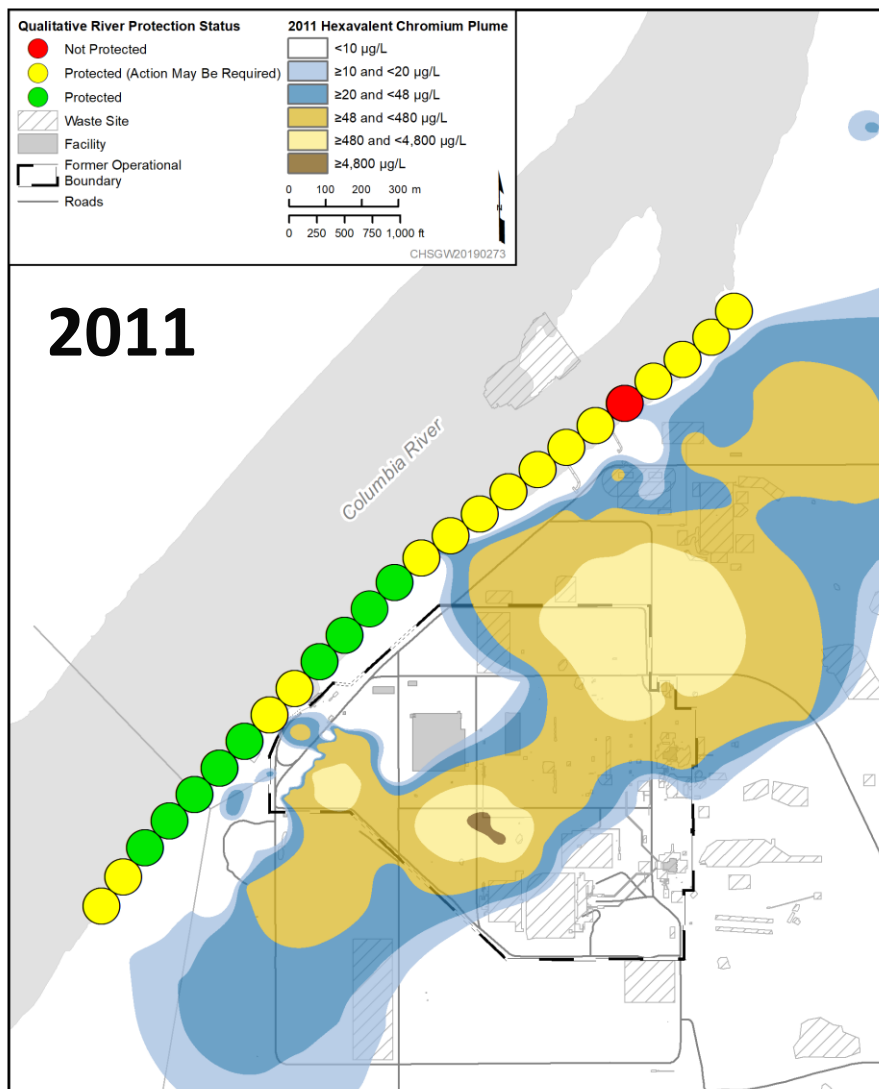 Qualitative River Protection Status
Not Protected
Protected (Action May Be Required)
Protected
Waste Site
Facility
Former Operational
Boundary
Roads
2011 Hexavalent Chromium Plume
<10 µg/L
≥10 and <20 µg/L
≥20 and <48 µg/L
≥48 and <480 µg/L
≥480 and <4,800 µg/L
≥4,800 µg/L
0 100 200 300 m
0 250 500 750 1,000 ft
N
CHSGW20190273
2011
Columbia River